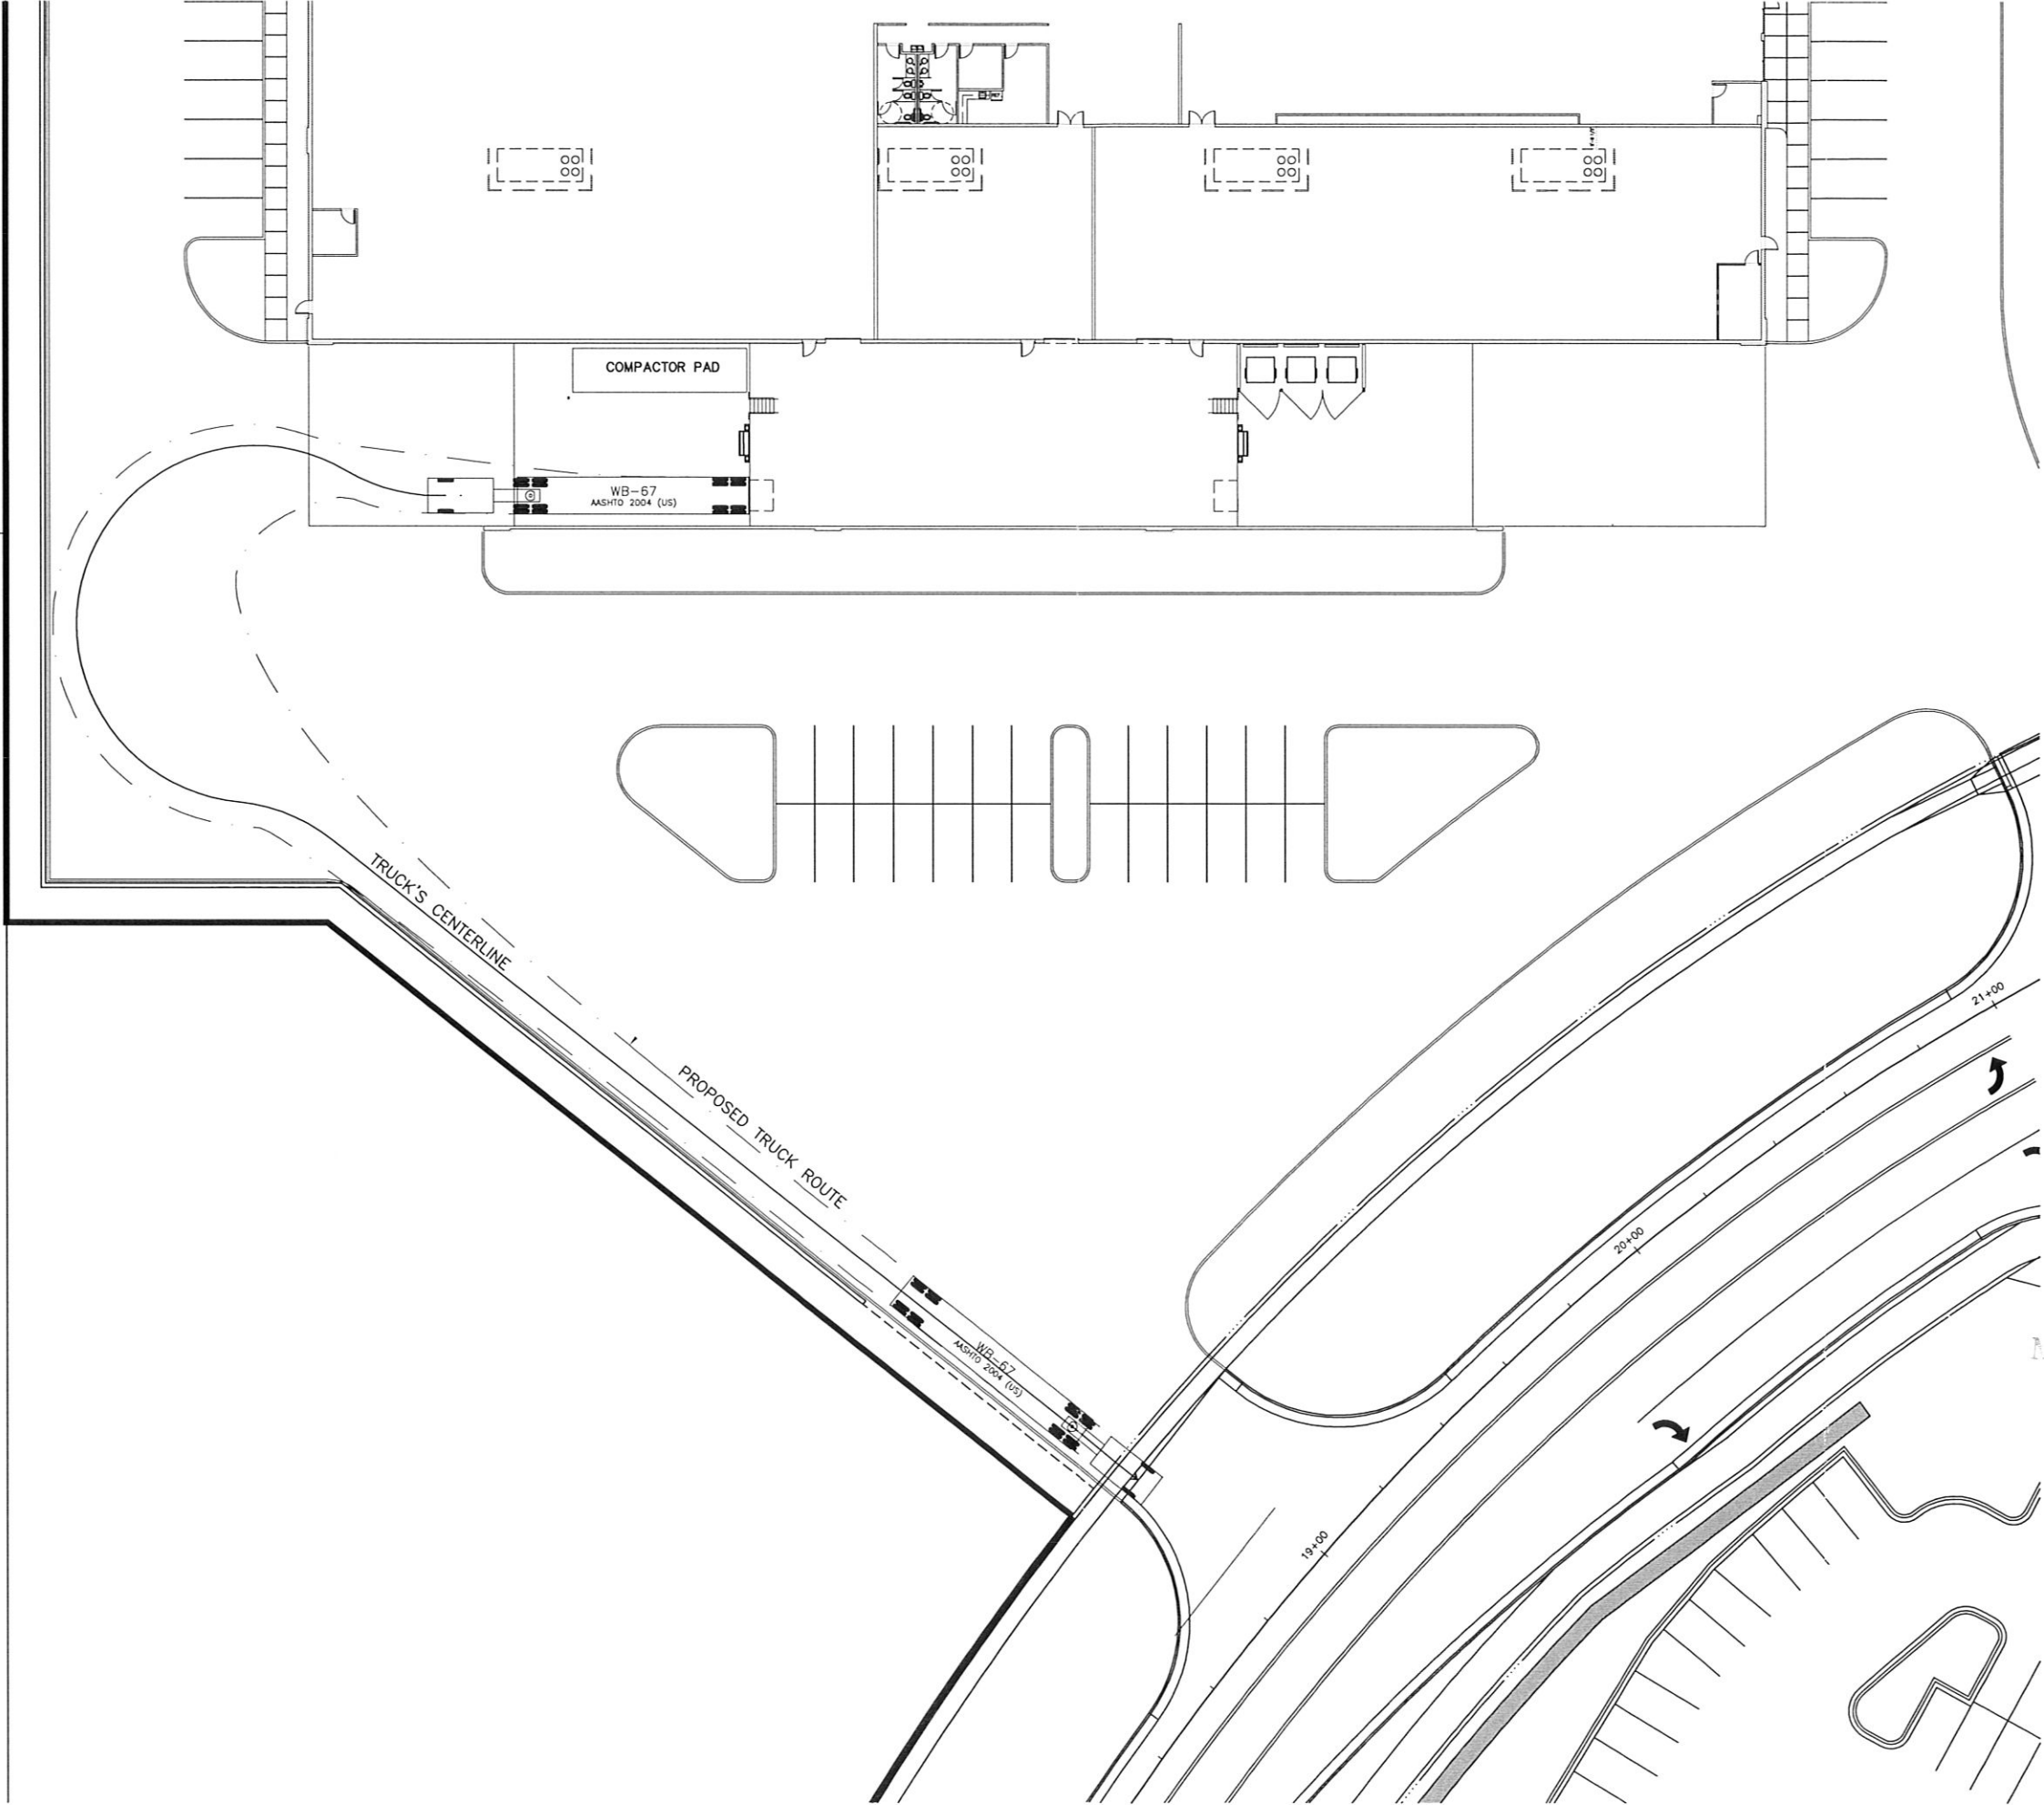 COMPACTOR PAD
WB-67
AASHTO 2004 (US)
TRUCK'S CENTERLINE
PROPOSED TRUCK ROUTE
WB-67
AASHTO 2004 (US)
21+00
20+00
19+00